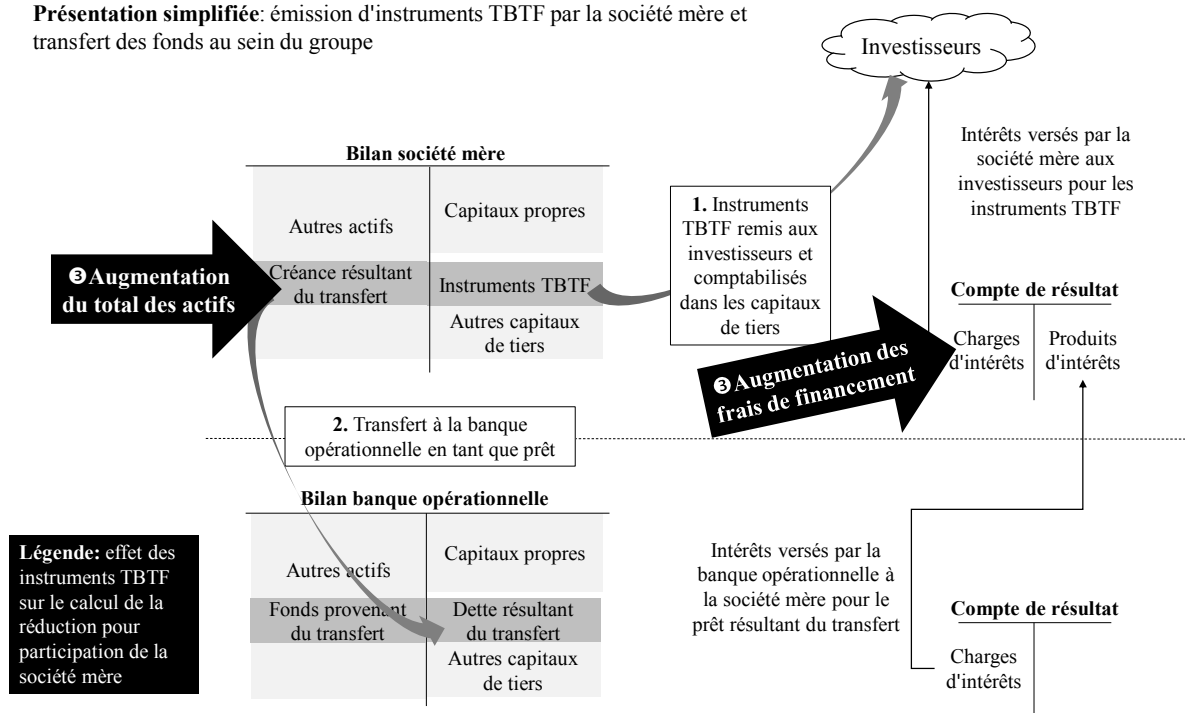 Présentation simplifiée: émission d'instruments TBTF par la société mère et
transfert des fonds au sein du groupe
Investisseurs
Intérêts versés par la
société mère aux
investisseurs pour les
instruments TBTF
Bilan société mère
Autres actifs
Capitaux propres
Créance résultant
du transfert
Instruments TBTF
Autres capitaux
de tiers
❸Augmentation
du total des actifs
1. Instruments
TBTF remis aux
investisseurs et
comptabilisés
dans les capitaux
de tiers
❸Augmentation des
frais de financement
Compte de résultat
Charges
d'intérêts
Produits
d'intérêts
2. Transfert à la banque
opérationnelle en tant que prêt
Bilan banque opérationnelle
Autres actifs
Capitaux propres
Fonds provenant
du transfert
Dette résultant
du transfert
Autres capitaux
de tiers
Légende: effet des
instruments TBTF
sur le calcul de la
réduction pour
participation de la
société mère
Intérêts versés par la
banque opérationnelle à
la société mère pour le
prêt résultant du transfert
Compte de résultat
Charges
d'intérêts